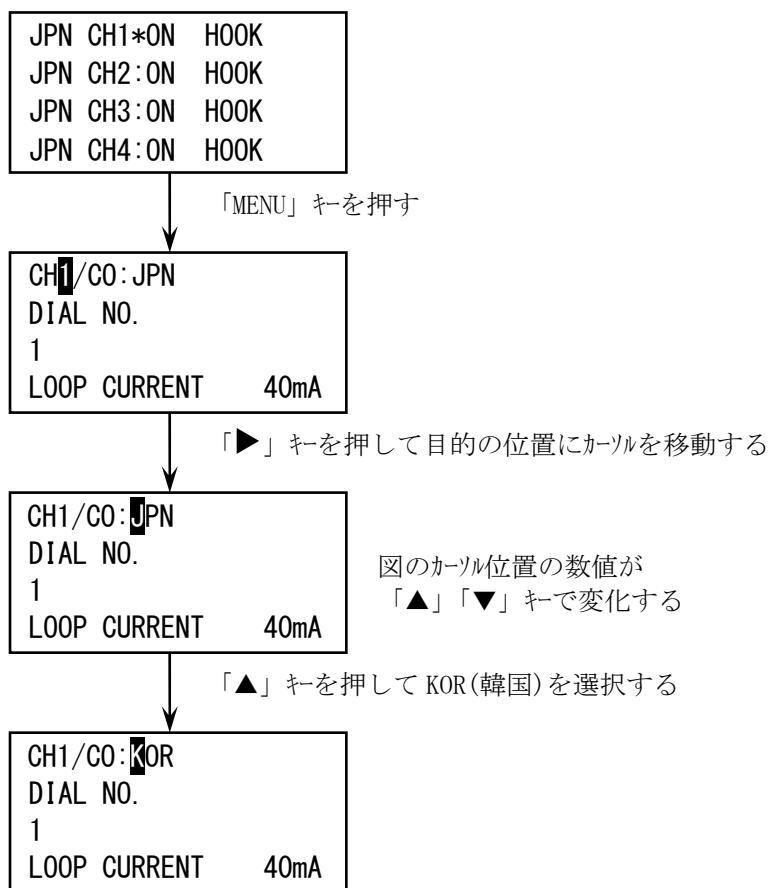 JPN CH1*ON  HOOK
JPN CH2:ON  HOOK
JPN CH3:ON  HOOK
JPN CH4:ON  HOOK
「MENU」ｷｰを押す
CH1/CO:JPN
DIAL NO.
1
LOOP CURRENT    40mA
「▶」ｷｰを押して目的の位置にｶｰｿﾙを移動する
CH1/CO:JPN
DIAL NO.
1
LOOP CURRENT    40mA
図のｶｰｿﾙ位置の数値が
「▲」「▼」ｷｰで変化する
「▲」ｷｰを押して KOR(韓国)を選択する
CH1/CO:KOR
DIAL NO.
1
LOOP CURRENT    40mA